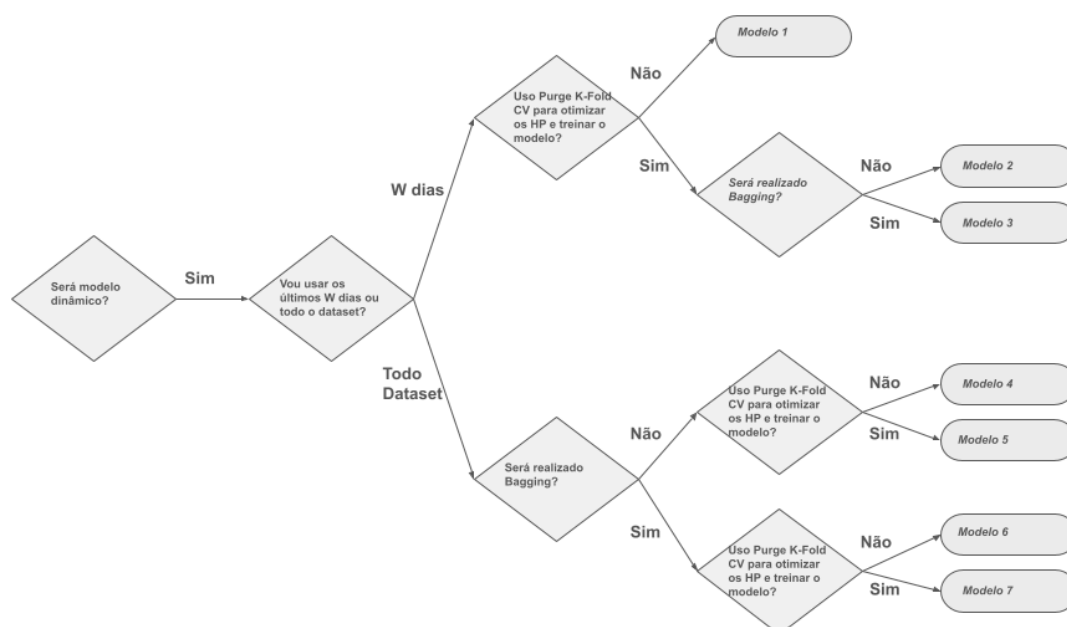 Modelo 1
Não
Uso Purge K-Fold
CV para otimizar
os HP e treinar o
modelo?
Sim
Não
Modelo 2
Será realizado
Bagging?
W dias
Sim
Modelo 3
Será modelo
dinâmico?
Sim
Vou usar os
últimos W dias ou
todo o dataset?
Todo
Dataset
Uso Purge K-Fold
CV para otimizar
os HP e treinar o
modelo?
Não
Modelo 4
Não
Sim
Modelo 5
Será realizado
Bagging?
Sim
Uso Purge K-Fold
CV para otimizar
os HP e treinar o
modelo?
Não
Modelo 6
Sim
Modelo 7